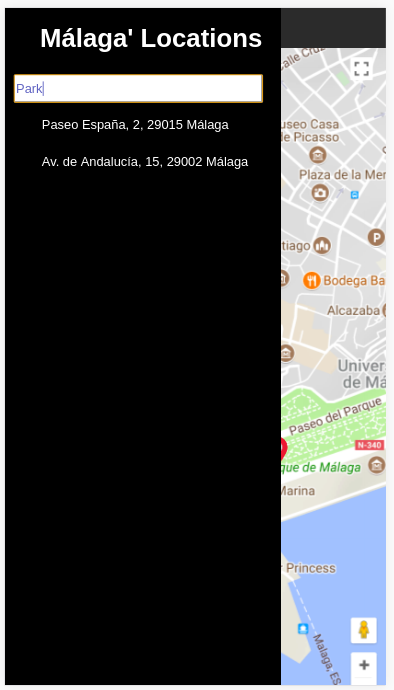 Málaga' Locations
Park
Paseo España, 2, 29015 Málaga
Av. de Andalucía, 15, 29002 Málaga
calle Cruz
useo Casa
le Picasso
Plaza de la Mer
tiago
P
Bodega Ba
Alcazaba
Univer
de Má
Paseo del Parque
N-340
que de Málaga
Marina
r Princess
Malaga, ES
+